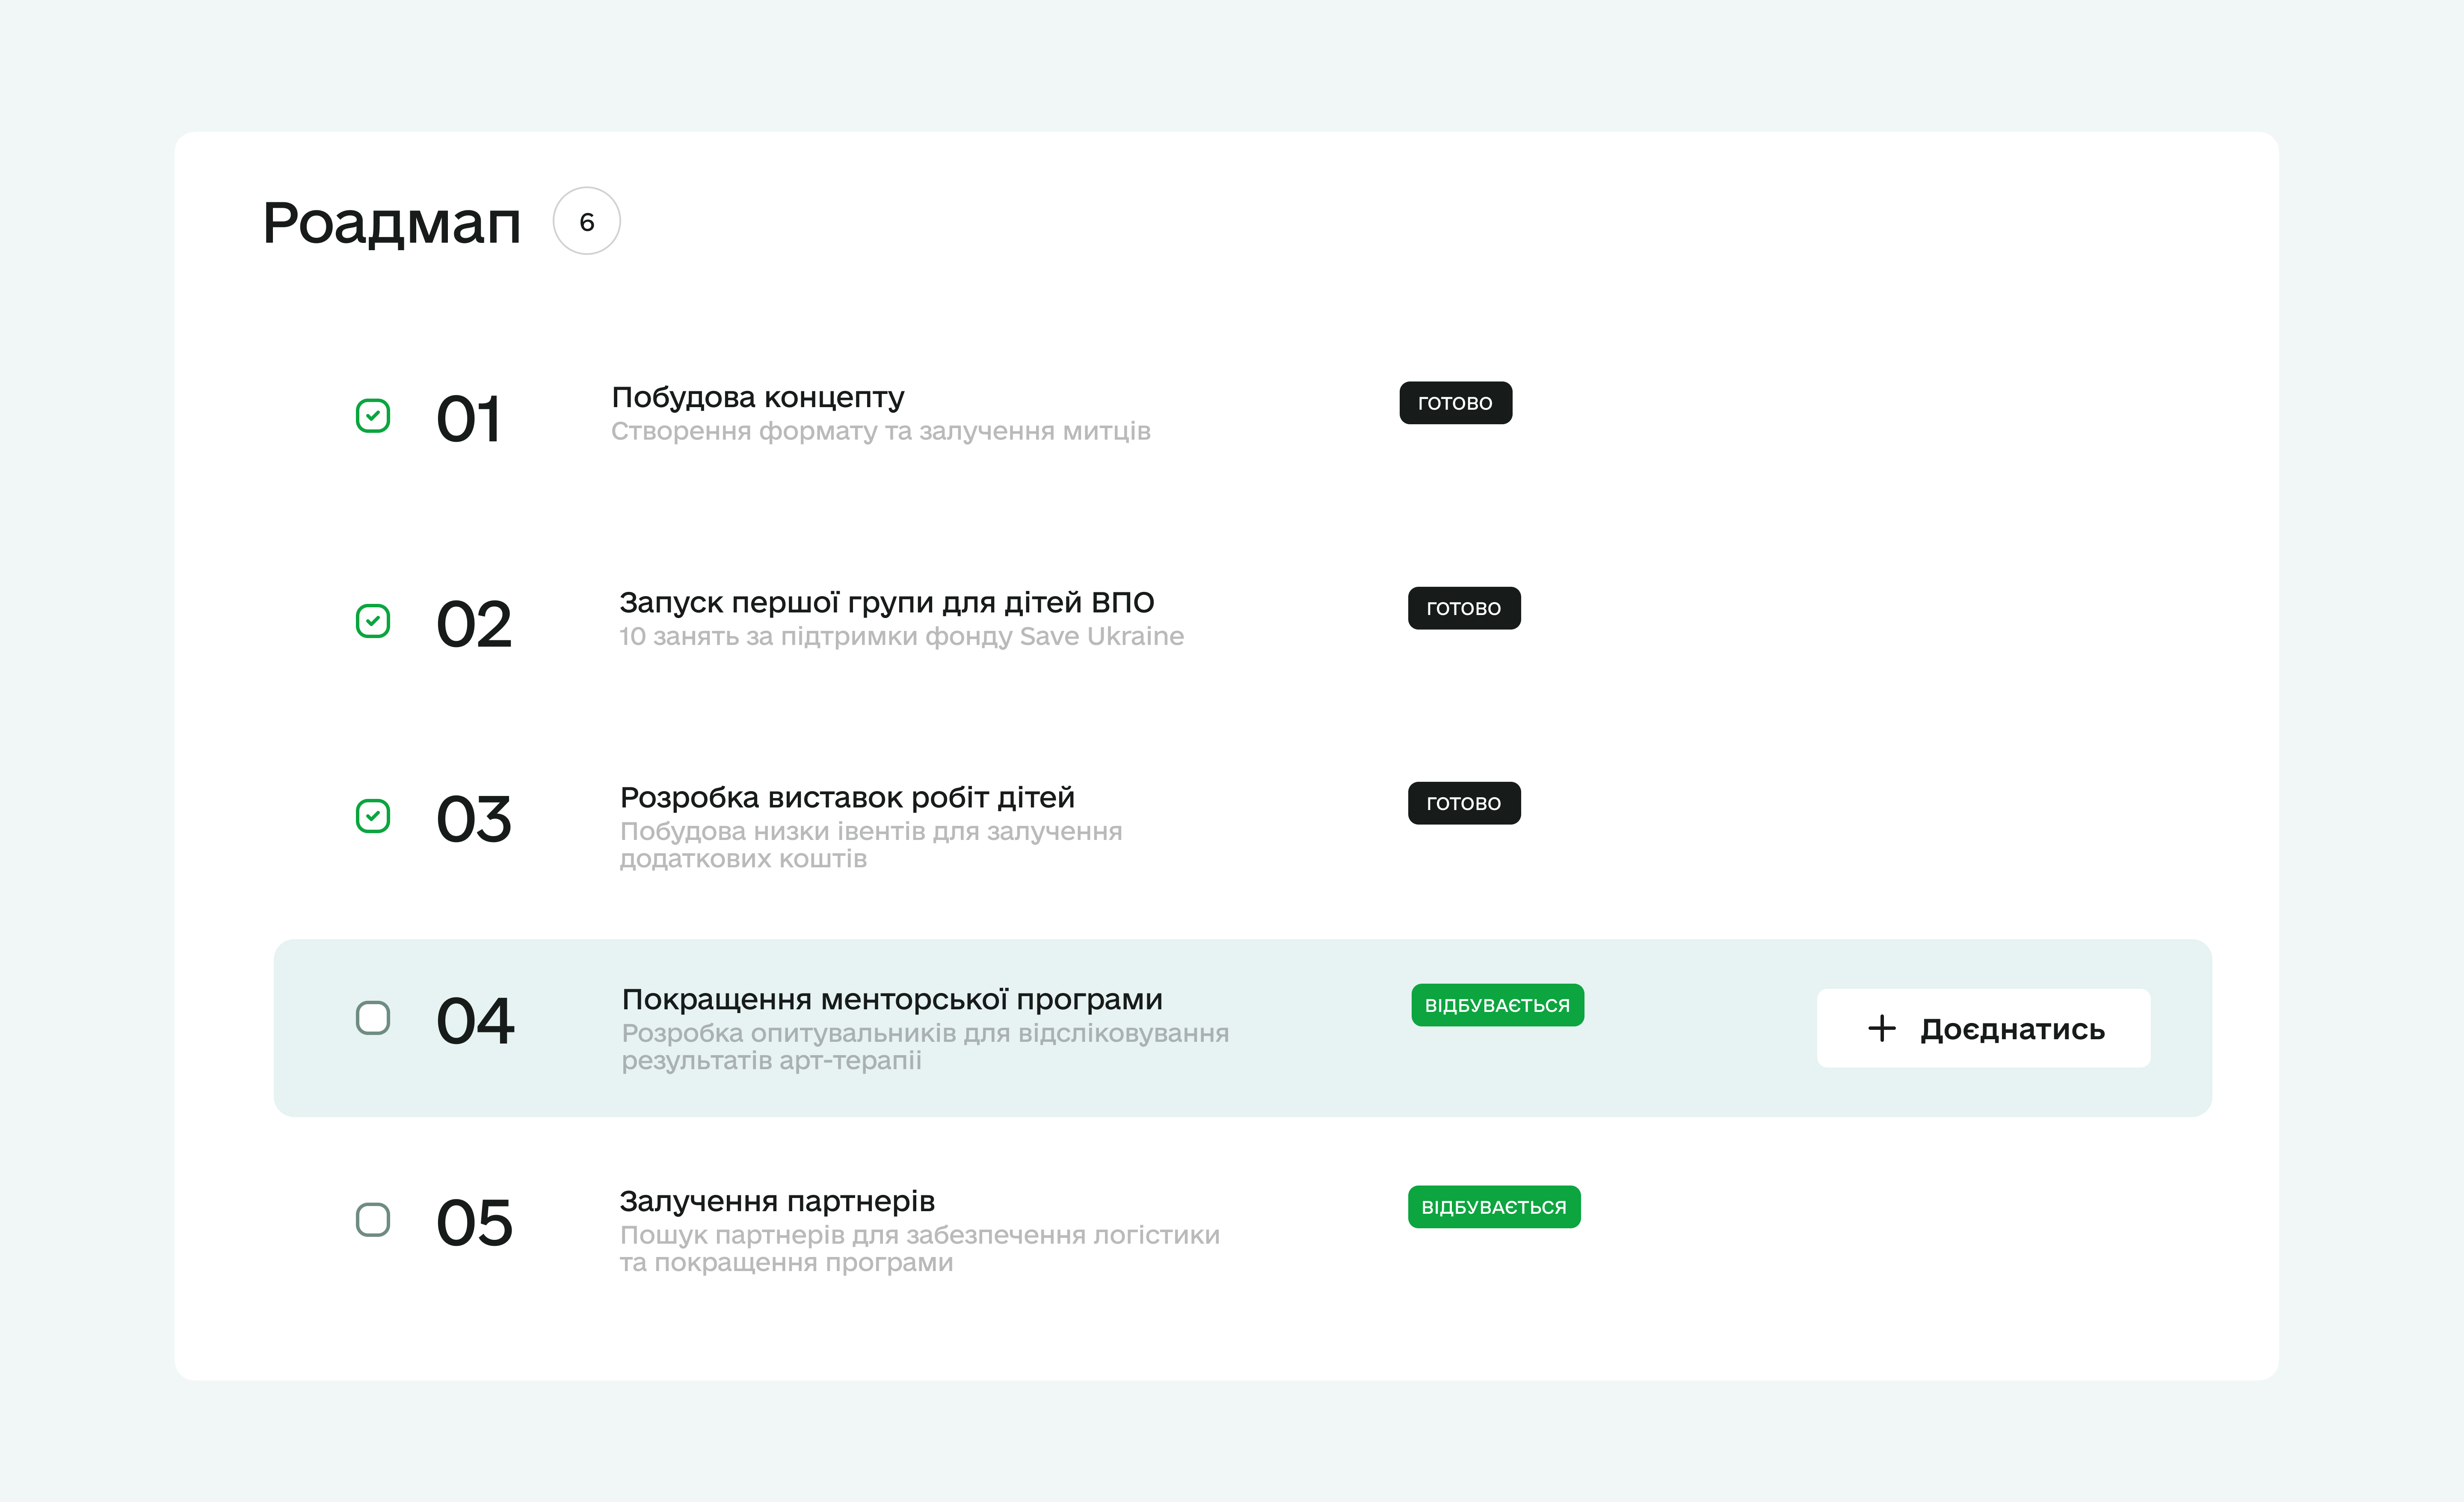 Роадмап 6
01 Побудова концепту ГОТОВО
Створення формату та залучення митців
02 Запуск першої групи для дітей ВПО ГОТОВО
10 занять за підтримки фонду Save Ukraine
03 Розробка виставок робіт дітей ГОТОВО
Побудова низки івентів для залучення
додаткових коштів
04 Покращення менторської програми ВІДБУВАЄТЬСЯ
Розробка опитувальників для відсліковування
результатів арт-терапіі
Доєднатись
05 Залучення партнерів ВІДБУВАЄТЬСЯ
Пошук партнерів для забезпечення логістики
та покращення програми